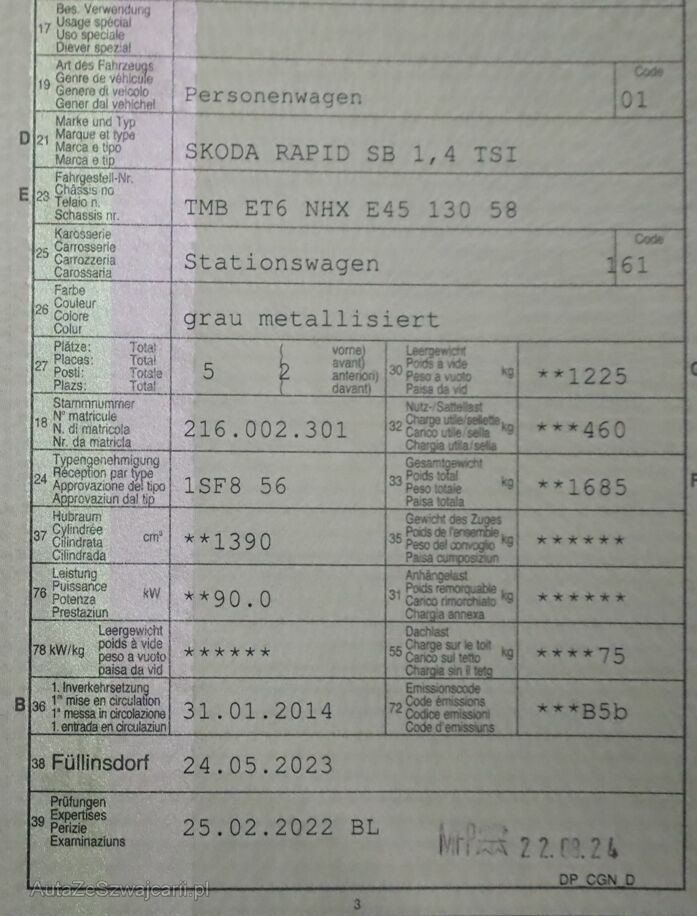 17 Bes. Verwendung
Usage spécial
Uso speciale
Diever spezial
19 Art des Fahrzeugs
Genre de véhicule
Genere di veicolo
Gener dal vehichel
Personenwagen
Code
01
D 21 Marke und Typ
Marque et type
Marca e tipo
Marca e tip
SKODA RAPID SB 1,4 TSI
E 23 Fahrgestell-Nr.
Châssis no
Telaio n.
Schassis nr.
TMB ET6 NHX E45 130 58
25 Karosserie
Carrosserie
Carrozzeria
Carossaria
Stationswagen
Code
161
26 Farbe
Couleur
Colore
Colur
grau metallisiert
27 Plätze: Total
Places: Total
Posti: Totale
Plazs: Total
5 2
vorne)
avant)
anteriori)
davant)
30 Leergewicht
Poids à vide
Peso a vuoto
Paisa da vid
kg
**1225
18 Stammnummer
N° matricule
N. di matricola
Nr. da matricla
216.002.301
32 Nutz-/Sattellast
Charge utile/sellette
Carico utile/sella
Chargia utila/sella
kg
***460
24 Typengenehmigung
Réception par type
Approvazione del tipo
Approvaziun dal tip
1SF8 56
33 Gesamtgewicht
Poids total
Peso totale
Paisa totala
kg
**1685
37 Hubraum
Cylindrée
Cilindrata
Cilindrada
cm³
**1390
35 Gewicht des Zuges
Poids de l'ensemble
Peso del convoglio
Paisa cumposiziun
kg
******
76 Leistung
Puissance
Potenza
Prestaziun
kW
**90.0
31 Anhängelast
Poids remorquable
Carico rimorchiato
Chargia annexa
kg
******
78 kW/kg
Leergewicht
poids à vide
peso a vuoto
paisa da vid
******
55 Dachlast
Charge sur le toit
Carico sul tetto
Chargia sin il tetg
kg
****75
B 36 1. Inverkehrsetzung
1re mise en circulation
1a messa in circolazione
1. entrada en circulaziun
31.01.2014
72 Emissionscode
Code émissions
Codice emissioni
Code d'emissiuns
***B5b
38 Füllinsdorf
24.05.2023
39 Prüfungen
Expertises
Perizie
Examinaziuns
25.02.2022 BL
DP_CGN_D
AutaZeSzwajcarii.pl
3